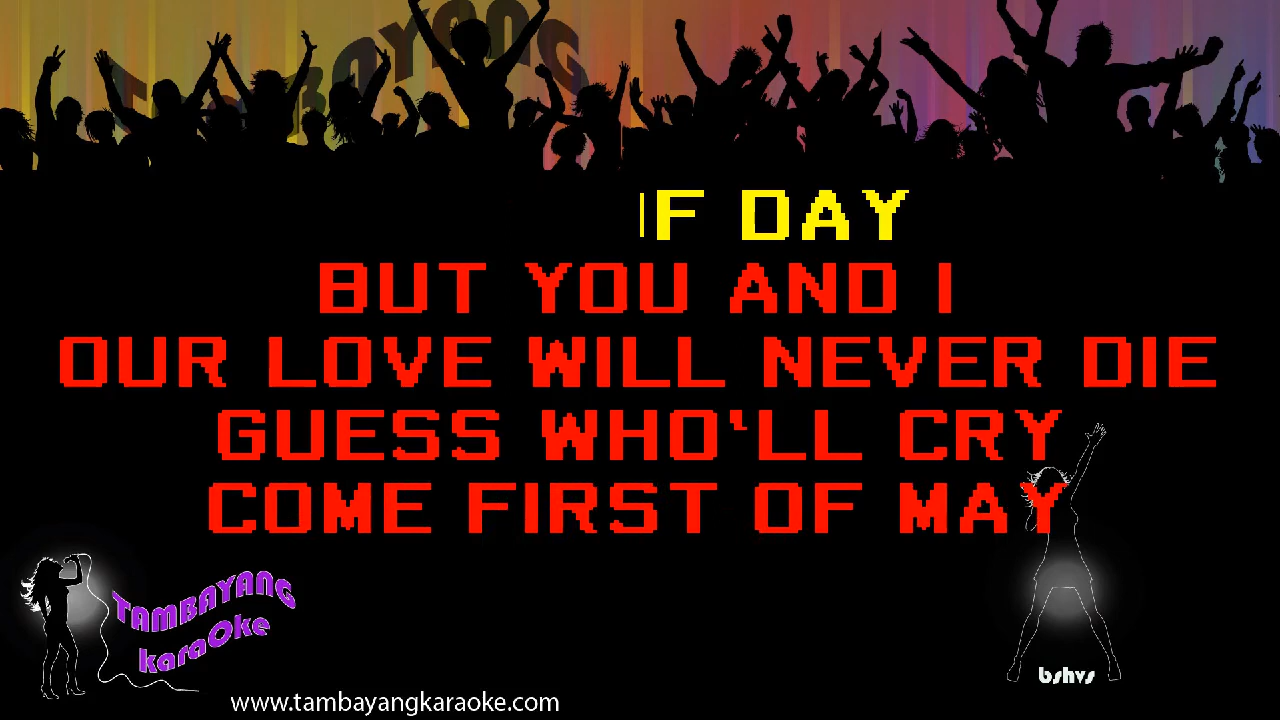 TAMBAYANG
F DAY
BUT YOU AND I
OUR LOVE WILL NEVER DIE
GUESS WHO'LL CRY
COME FIRST OF MAY
TAMBAYANG
karaOke
bshvs
www.tambayangkaraoke.com